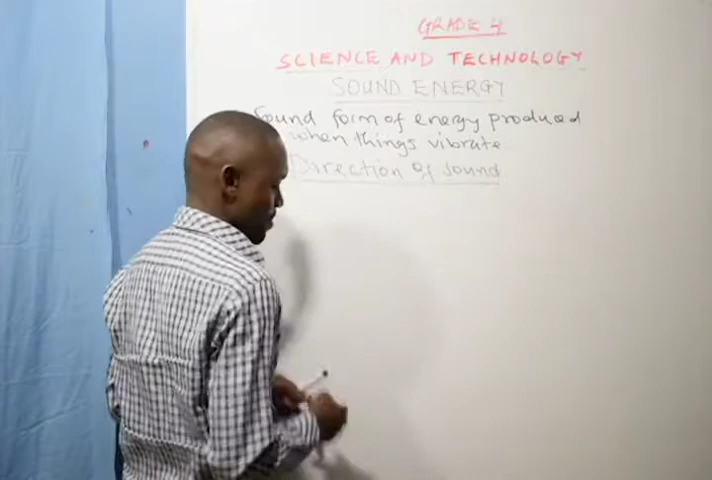 GRADE 4
SCIENCE AND TECHNOLOGY
SOUND ENERGY
Sound form of energy produced
when things vibrate
Direction of Sound